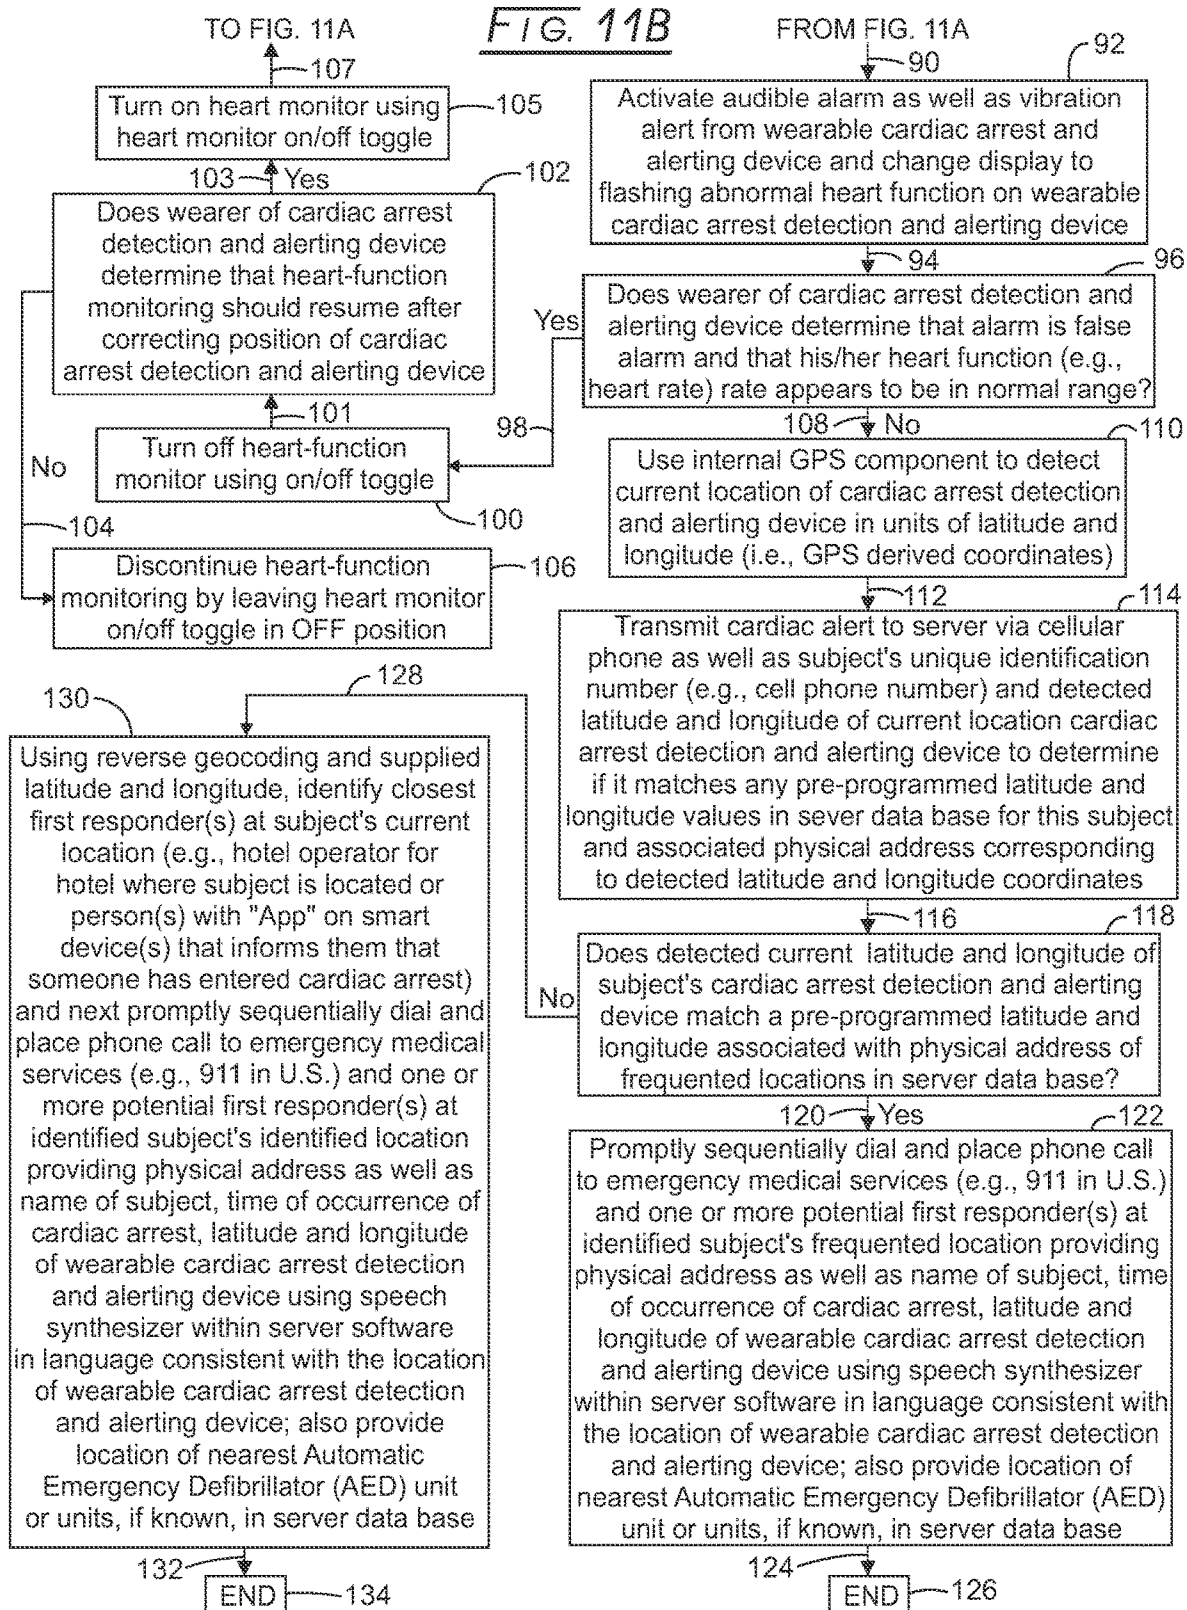 FIG. 11B
TO FIG. 11A
107
Turn on heart monitor using
heart monitor on/off toggle
105
103
Yes
102
Does wearer of cardiac arrest
detection and alerting device
determine that heart-function
monitoring should resume after
correcting position of cardiac
arrest detection and alerting device
101
Turn off heart-function
monitor using on/off toggle
100
No
104
Discontinue heart-function
monitoring by leaving heart monitor
on/off toggle in OFF position
106
FROM FIG. 11A
90
92
Activate audible alarm as well as vibration
alert from wearable cardiac arrest and
alerting device and change display to
flashing abnormal heart function on wearable
cardiac arrest detection and alerting device
94
96
Does wearer of cardiac arrest detection and
alerting device determine that alarm is false
alarm and that his/her heart function (e.g.,
heart rate) rate appears to be in normal range?
Yes
98
108
No
110
Use internal GPS component to detect
current location of cardiac arrest detection
and alerting device in units of latitude and
longitude (i.e., GPS derived coordinates)
112
114
Transmit cardiac alert to server via cellular
phone as well as subject's unique identification
number (e.g., cell phone number) and detected
latitude and longitude of current location cardiac
arrest detection and alerting device to determine
if it matches any pre-programmed latitude and
longitude values in sever data base for this subject
and associated physical address corresponding
to detected latitude and longitude coordinates
116
118
Does detected current latitude and longitude of
subject's cardiac arrest detection and alerting
device match a pre-programmed latitude and
longitude associated with physical address of
frequented locations in server data base?
No
128
130
Using reverse geocoding and supplied
latitude and longitude, identify closest
first responder(s) at subject's current
location (e.g., hotel operator for
hotel where subject is located or
person(s) with "App" on smart
device(s) that informs them that
someone has entered cardiac arrest)
and next promptly sequentially dial and
place phone call to emergency medical
services (e.g., 911 in U.S.) and one or
more potential first responder(s) at
identified subject's identified location
providing physical address as well as
name of subject, time of occurrence of
cardiac arrest, latitude and longitude
of wearable cardiac arrest detection
and alerting device using speech
synthesizer within server software
in language consistent with the location
of wearable cardiac arrest detection
and alerting device; also provide
location of nearest Automatic
Emergency Defibrillator (AED) unit
or units, if known, in server data base
132
END
134
120
Yes
122
Promptly sequentially dial and place phone call
to emergency medical services (e.g., 911 in U.S.)
and one or more potential first responder(s) at
identified subject's frequented location providing
physical address as well as name of subject, time
of occurrence of cardiac arrest, latitude and
longitude of wearable cardiac arrest detection
and alerting device using speech synthesizer
within server software in language consistent with
the location of wearable cardiac arrest detection
and alerting device; also provide location of
nearest Automatic Emergency Defibrillator (AED)
unit or units, if known, in server data base
124
END
126